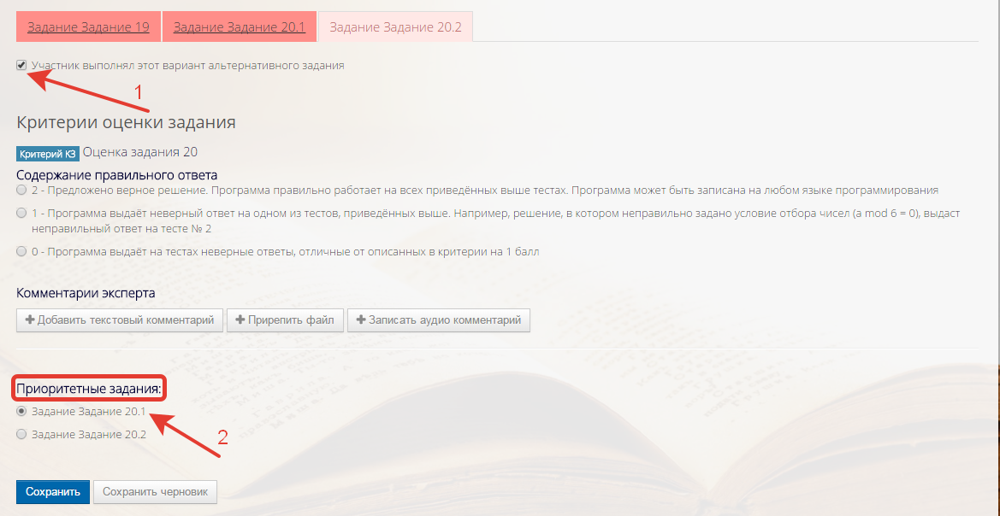 Задание Задание 19 Задание Задание 20.1 Задание Задание 20.2
Участник выполнял этот вариант альтернативного задания
1
Критерии оценки задания
Критерий К3 Оценка задания 20
Содержание правильного ответа
2 - Предложено верное решение. Программа правильно работает на всех приведённых выше тестах. Программа может быть записана на любом языке программирования
1 - Программа выдаёт неверный ответ на одном из тестов, приведённых выше. Например, решение, в котором неправильно задано условие отбора чисел (a mod 6 = 0), выдаст
неправильный ответ на тесте № 2
0 - Программа выдаёт на тестах неверные ответы, отличные от описанных в критерии на 1 балл
Комментарии эксперта
Добавить текстовый комментарий Прирепить файл Записать аудио комментарий
Приоритетные задания:
Задание Задание 20.1
2
Задание Задание 20.2
Сохранить Сохранить черновик